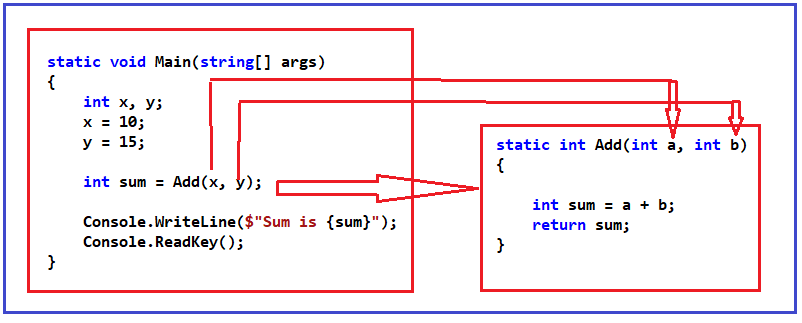 static void Main(string[] args)
{
int x, y;
x = 10;
y = 15;
int sum = Add(x, y);
Console.WriteLine($"Sum is {sum}");
Console.ReadKey();
}
static int Add(int a, int b)
{
int sum = a + b;
return sum;
}